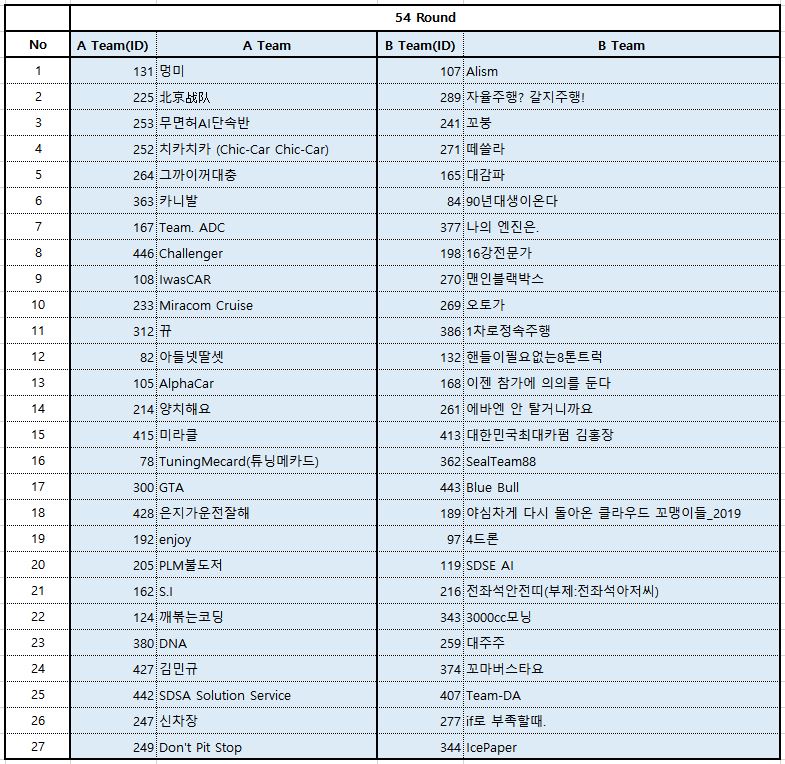 54 Round
No A Team(ID) A Team B Team(ID) B Team
1 131 멍미 107 Alism
2 225 北京战队 289 자율주행? 갈지주행!
3 253 무면허AI단속반 241 꼬붕
4 252 치카치카 (Chic-Car Chic-Car) 271 떼쓸라
5 264 그까이꺼대충 165 대감파
6 363 카니발 84 90년대생이온다
7 167 Team. ADC 377 나의 엔진은.
8 446 Challenger 198 16강전문가
9 108 IwasCAR 270 맨인블랙박스
10 233 Miracom Cruise 269 오토가
11 312 뀨 386 1차로정속주행
12 82 아들넷딸셋 132 핸들이필요없는8톤트럭
13 105 AlphaCar 168 이젠 참가에 의의를 둔다
14 214 양치해요 261 에바엔 안 탈거니까요
15 415 미라클 413 대한민국최대카펌 김홍장
16 78 TuningMecard(튜닝메카드) 362 SealTeam88
17 300 GTA 443 Blue Bull
18 428 은지가운전잘해 189 야심차게 다시 돌아온 클라우드 꼬맹이들_2019
19 192 enjoy 97 4드론
20 205 PLM불도저 119 SDSE AI
21 162 S.I 216 전좌석안전띠(부제:전좌석아저씨)
22 124 깨볶는코딩 343 3000cc모닝
23 380 DNA 259 대주주
24 427 김민규 374 꼬마버스타요
25 442 SDSA Solution Service 407 Team-DA
26 247 신차장 277 if로 부족할때.
27 249 Don't Pit Stop 344 IcePaper